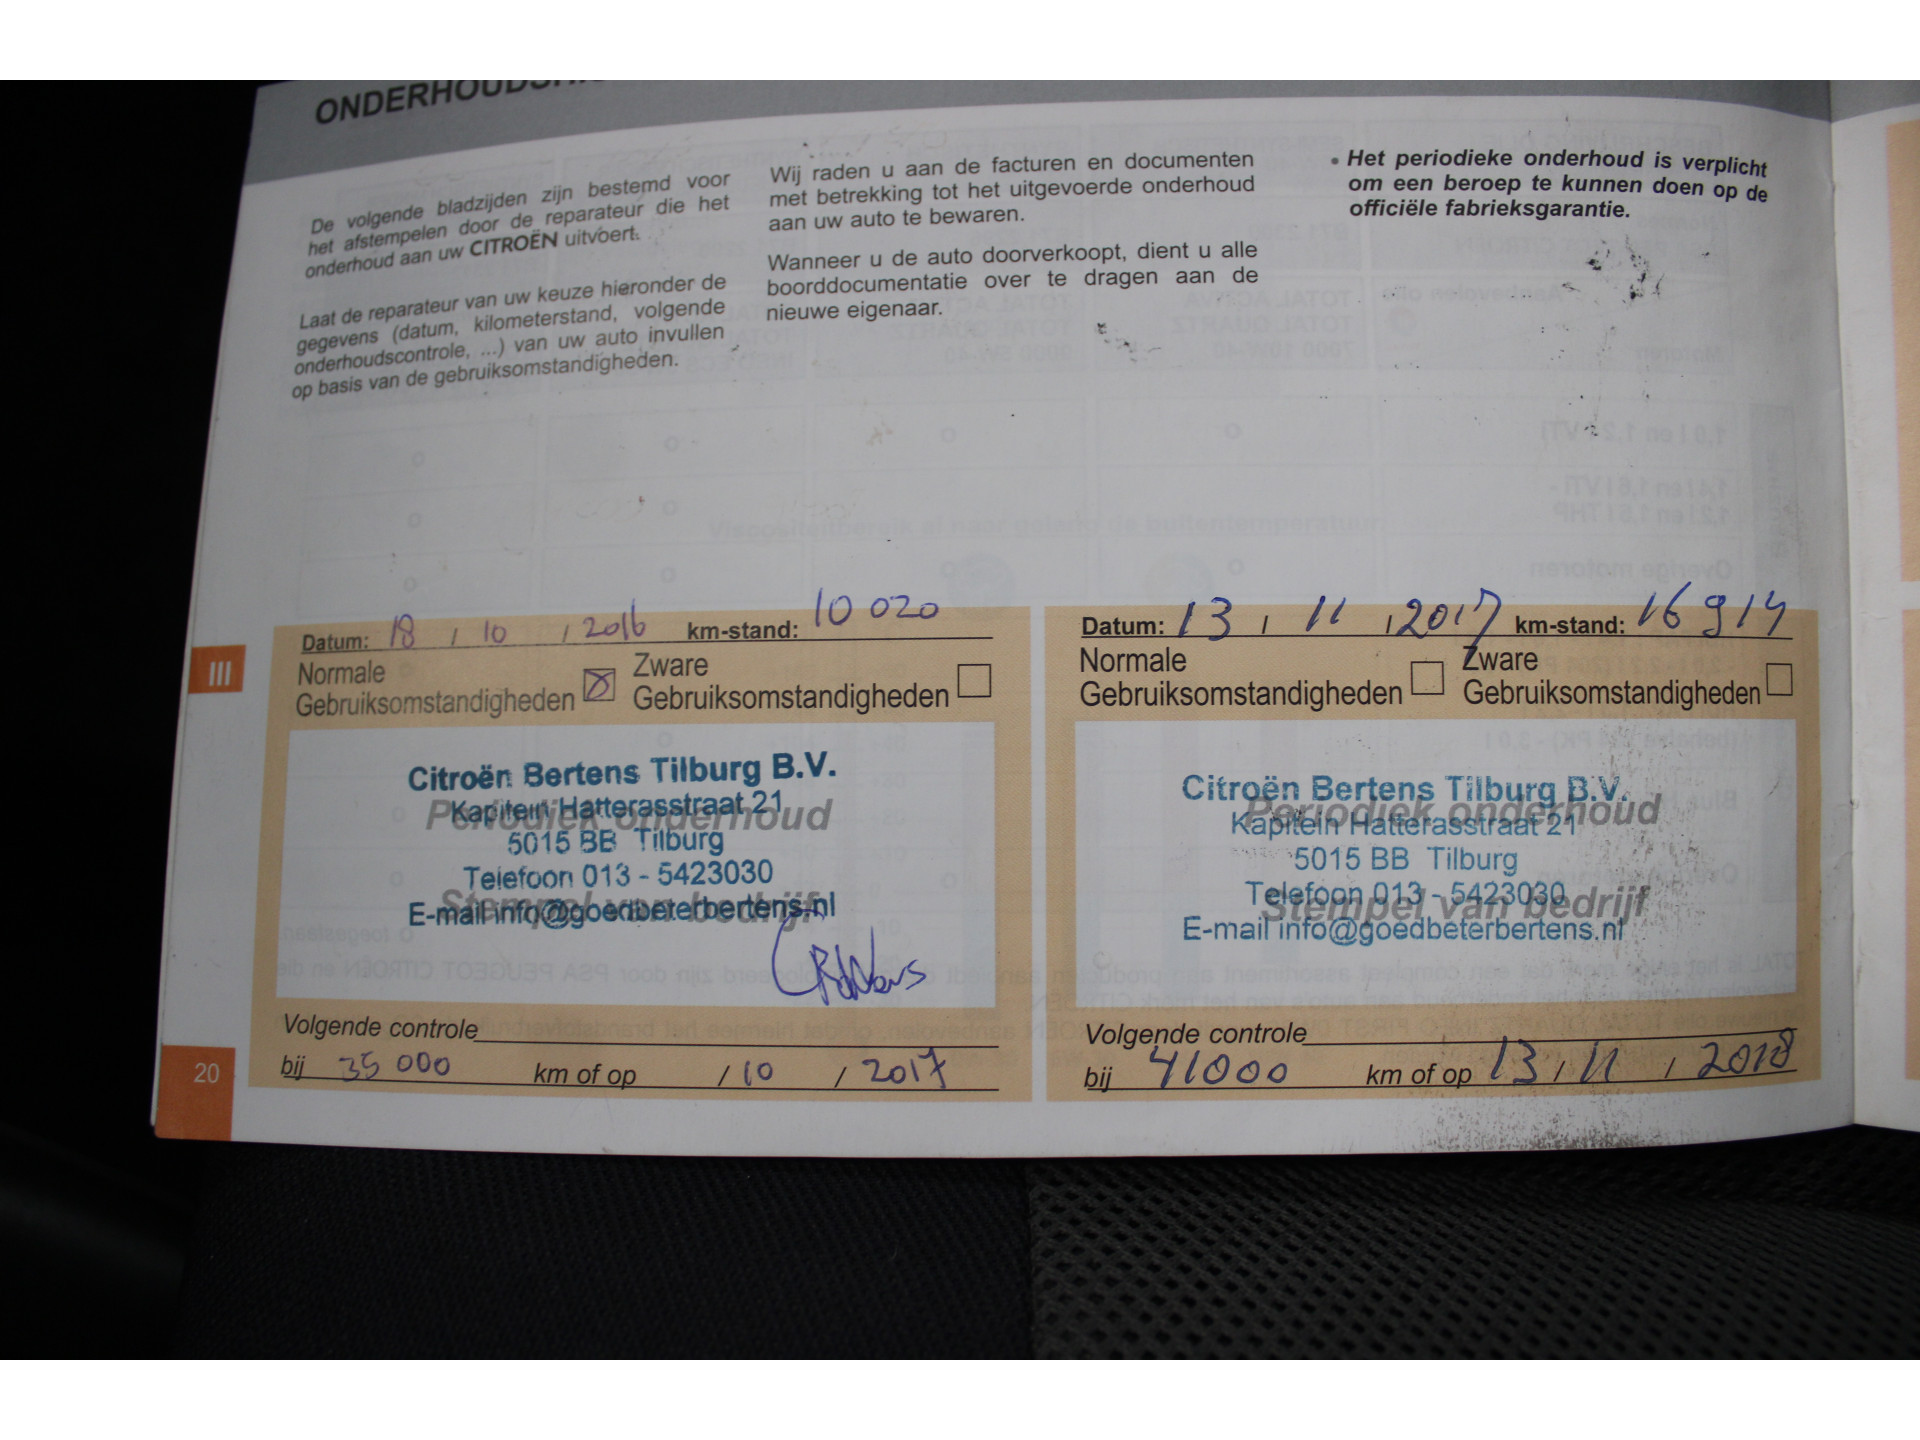 De volgende bladzijden zijn bestemd voor
het afstempelen door de reparateur die het
onderhoud aan uw CITROËN uitvoert.
Laat de reparateur van uw keuze hieronder de
gegevens (datum, kilometerstand, volgende
onderhoudscontrole, ...) van uw auto invullen
op basis van de gebruiksomstandigheden.
Wij raden u aan de facturen en documenten
met betrekking tot het uitgevoerde onderhoud
aan uw auto te bewaren.
Wanneer u de auto doorverkoopt, dient u alle
boorddocumentatie over te dragen aan de
nieuwe eigenaar.
• Het periodieke onderhoud is verplicht
om een beroep te kunnen doen op de
officiële fabrieksgarantie.
III
Datum: 18 / 10 / 2016 km-stand: 10 020
Normale
Gebruiksomstandigheden
Zware
Gebruiksomstandigheden
Periodiek onderhoud
Stempel van bedrijf
Citroën Bertens Tilburg B.V.
Kapitein Hatterasstraat 21
5015 BB Tilburg
Telefoon 013 - 5423030
E-mail info@goedbeterbertens.nl
Volgende controle
bij 35 000 km of op / 10 / 2017
Datum: 13 / 11 / 2017 km-stand: 16914
Normale
Gebruiksomstandigheden
Zware
Gebruiksomstandigheden
Periodiek onderhoud
Stempel van bedrijf
Citroën Bertens Tilburg B.V.
Kapitein Hatterasstraat 21
5015 BB Tilburg
Telefoon 013 - 5423030
E-mail info@goedbeterbertens.nl
Volgende controle
bij 41000 km of op 13 / 11 / 2018
20